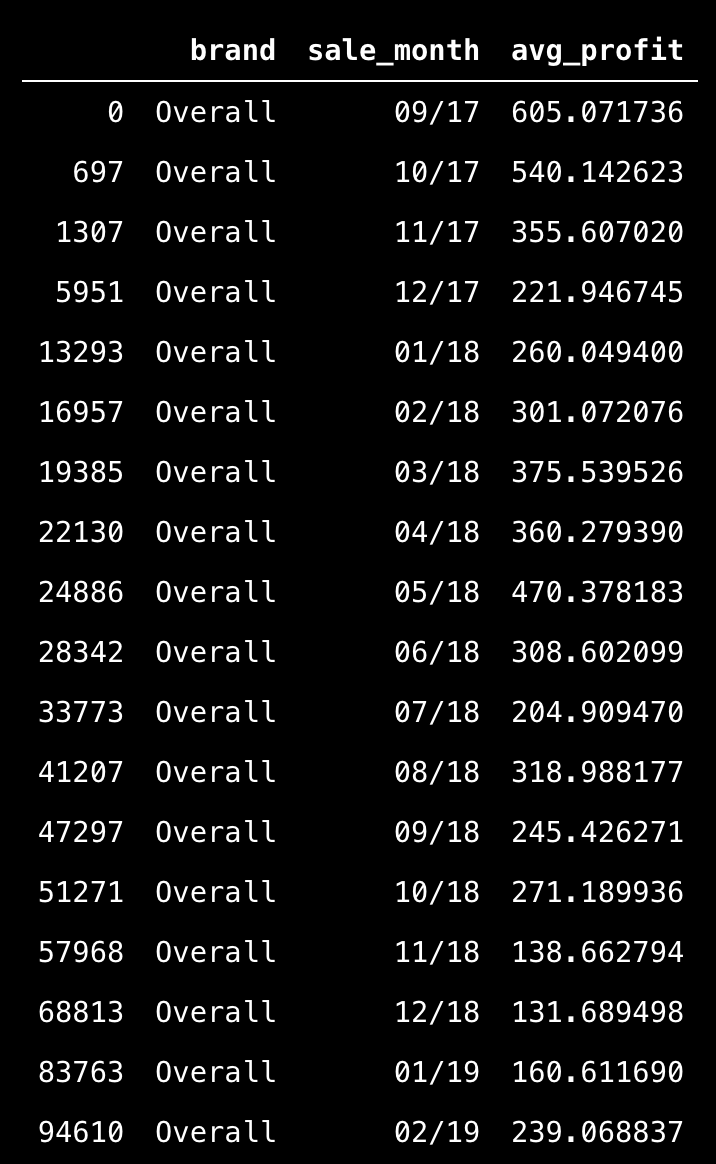 brand sale_month avg_profit
0 Overall 09/17 605.071736
697 Overall 10/17 540.142623
1307 Overall 11/17 355.607020
5951 Overall 12/17 221.946745
13293 Overall 01/18 260.049400
16957 Overall 02/18 301.072076
19385 Overall 03/18 375.539526
22130 Overall 04/18 360.279390
24886 Overall 05/18 470.378183
28342 Overall 06/18 308.602099
33773 Overall 07/18 204.909470
41207 Overall 08/18 318.988177
47297 Overall 09/18 245.426271
51271 Overall 10/18 271.189936
57968 Overall 11/18 138.662794
68813 Overall 12/18 131.689498
83763 Overall 01/19 160.611690
94610 Overall 02/19 239.068837